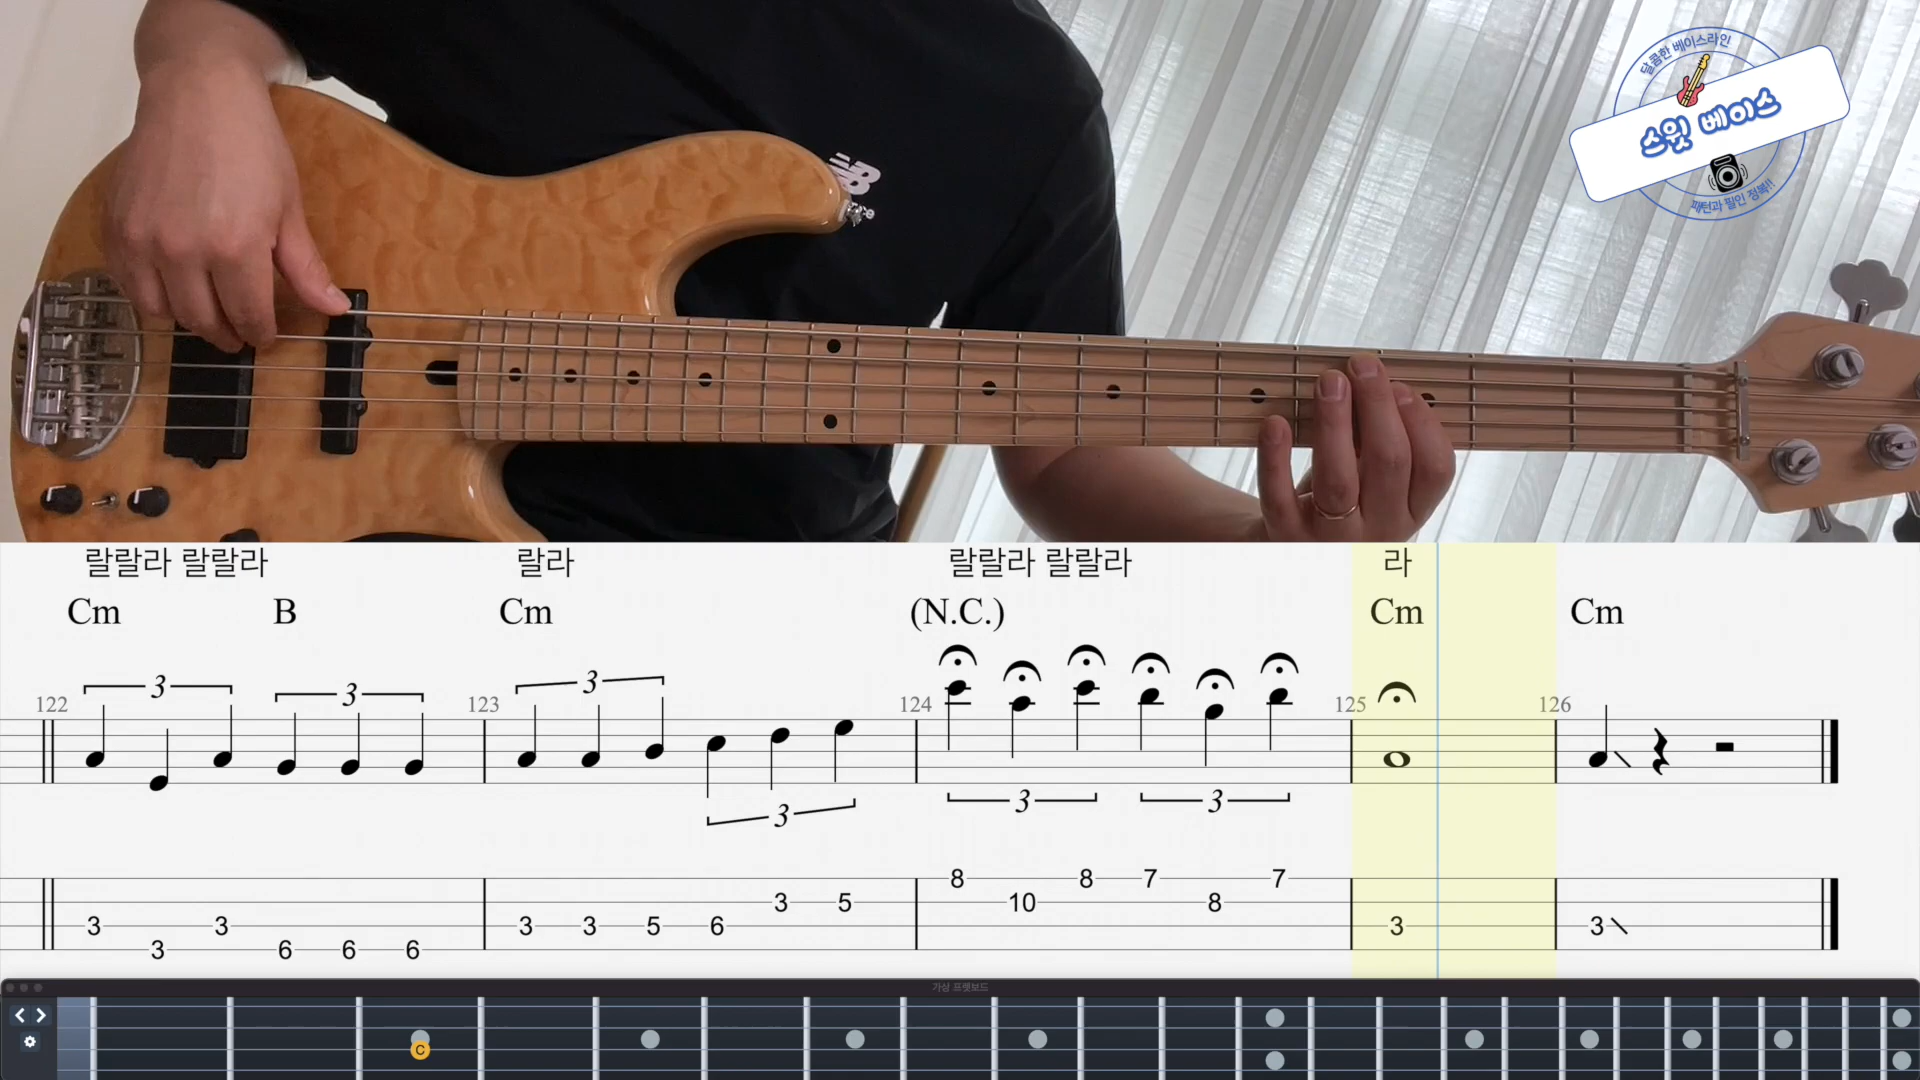 달콤한 베이스라인
스윗 베이스
패턴과 필인 정복!!
NB
랄랄라 랄랄라 랄라 랄랄라 랄랄라 라
Cm B Cm (N.C.) Cm Cm
3 3 3 3 3 3
122 123 124 125 126
8 8 7 7
3 5 10 8
3 3 3 3 5 6 3 3
3 6 6 6
가상 프렛보드
C